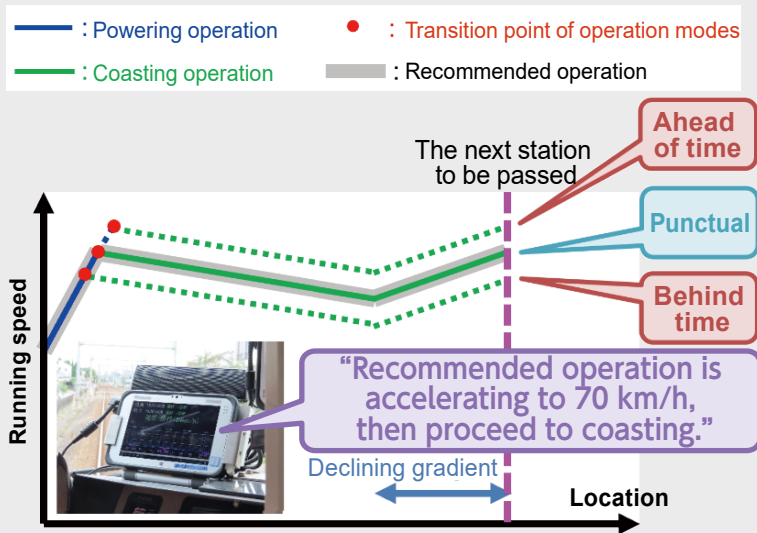 : Powering operation
: Transition point of operation modes
: Coasting operation
: Recommended operation
Ahead
of time
The next station
to be passed
Punctual
Behind
time
Running speed
“Recommended operation is
accelerating to 70 km/h,
then proceed to coasting.”
Declining gradient
Location